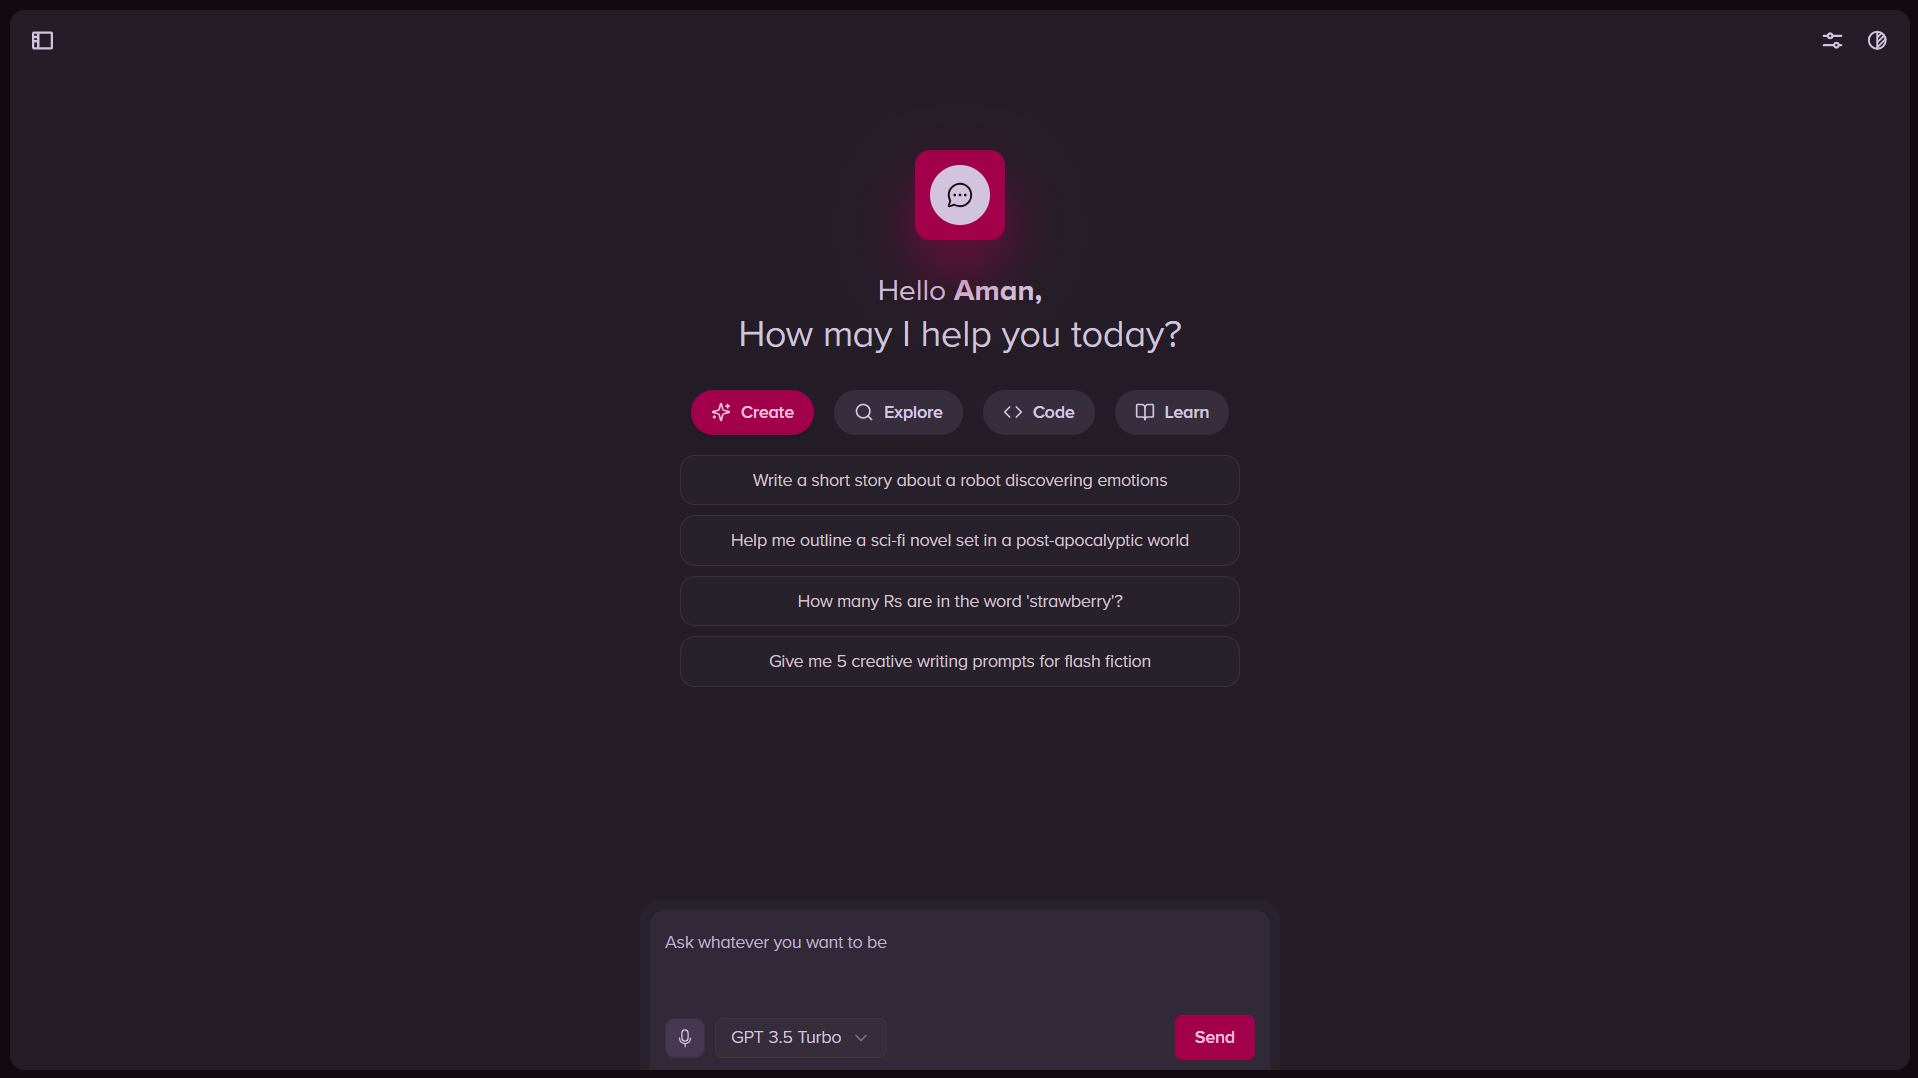 Hello Aman,
How may I help you today?
Create
Explore
Code
Learn
Write a short story about a robot discovering emotions
Help me outline a sci-fi novel set in a post-apocalyptic world
How many Rs are in the word 'strawberry'?
Give me 5 creative writing prompts for flash fiction
Ask whatever you want to be
GPT 3.5 Turbo
Send